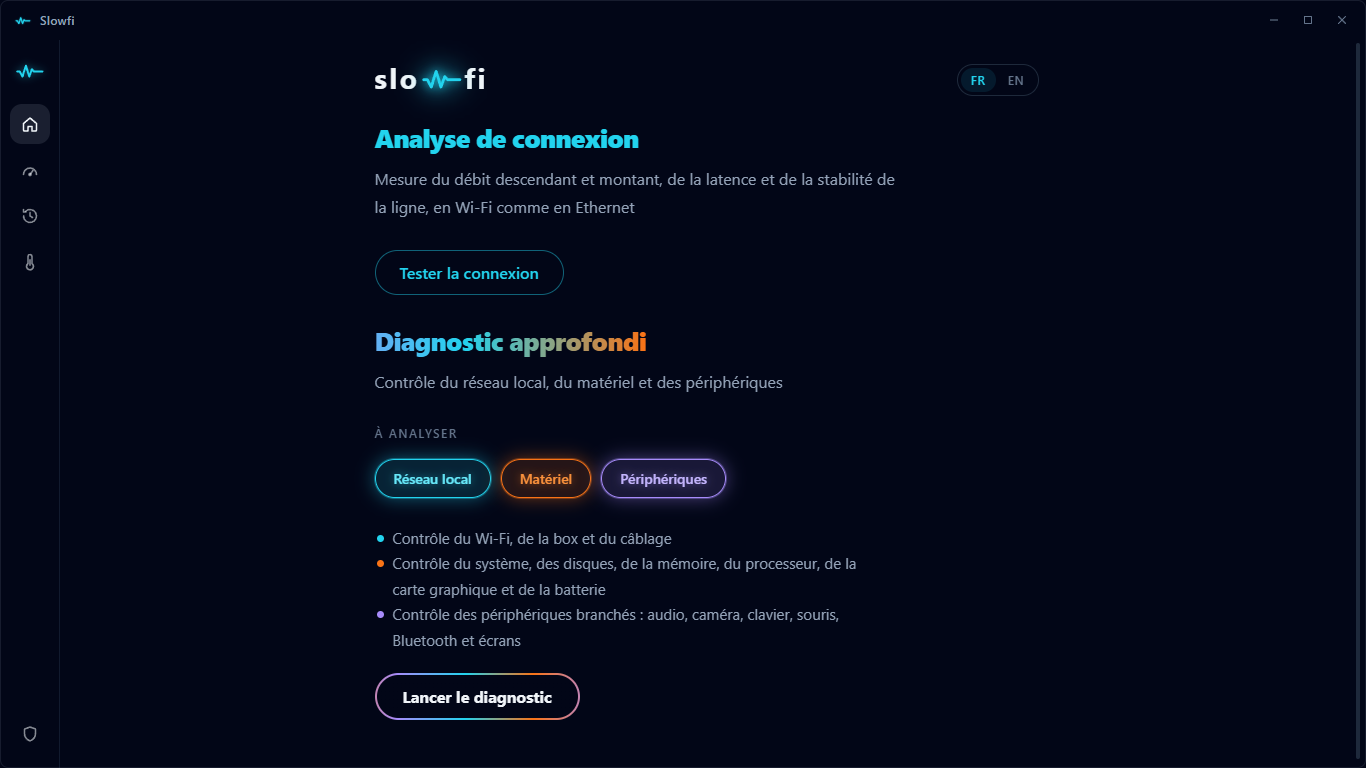 Slowfi
slo fi
FR EN
Analyse de connexion
Mesure du débit descendant et montant, de la latence et de la stabilité de
la ligne, en Wi-Fi comme en Ethernet
Tester la connexion
Diagnostic approfondi
Contrôle du réseau local, du matériel et des périphériques
À ANALYSER
Réseau local Matériel Périphériques
Contrôle du Wi-Fi, de la box et du câblage
Contrôle du système, des disques, de la mémoire, du processeur, de la
carte graphique et de la batterie
Contrôle des périphériques branchés : audio, caméra, clavier, souris,
Bluetooth et écrans
Lancer le diagnostic